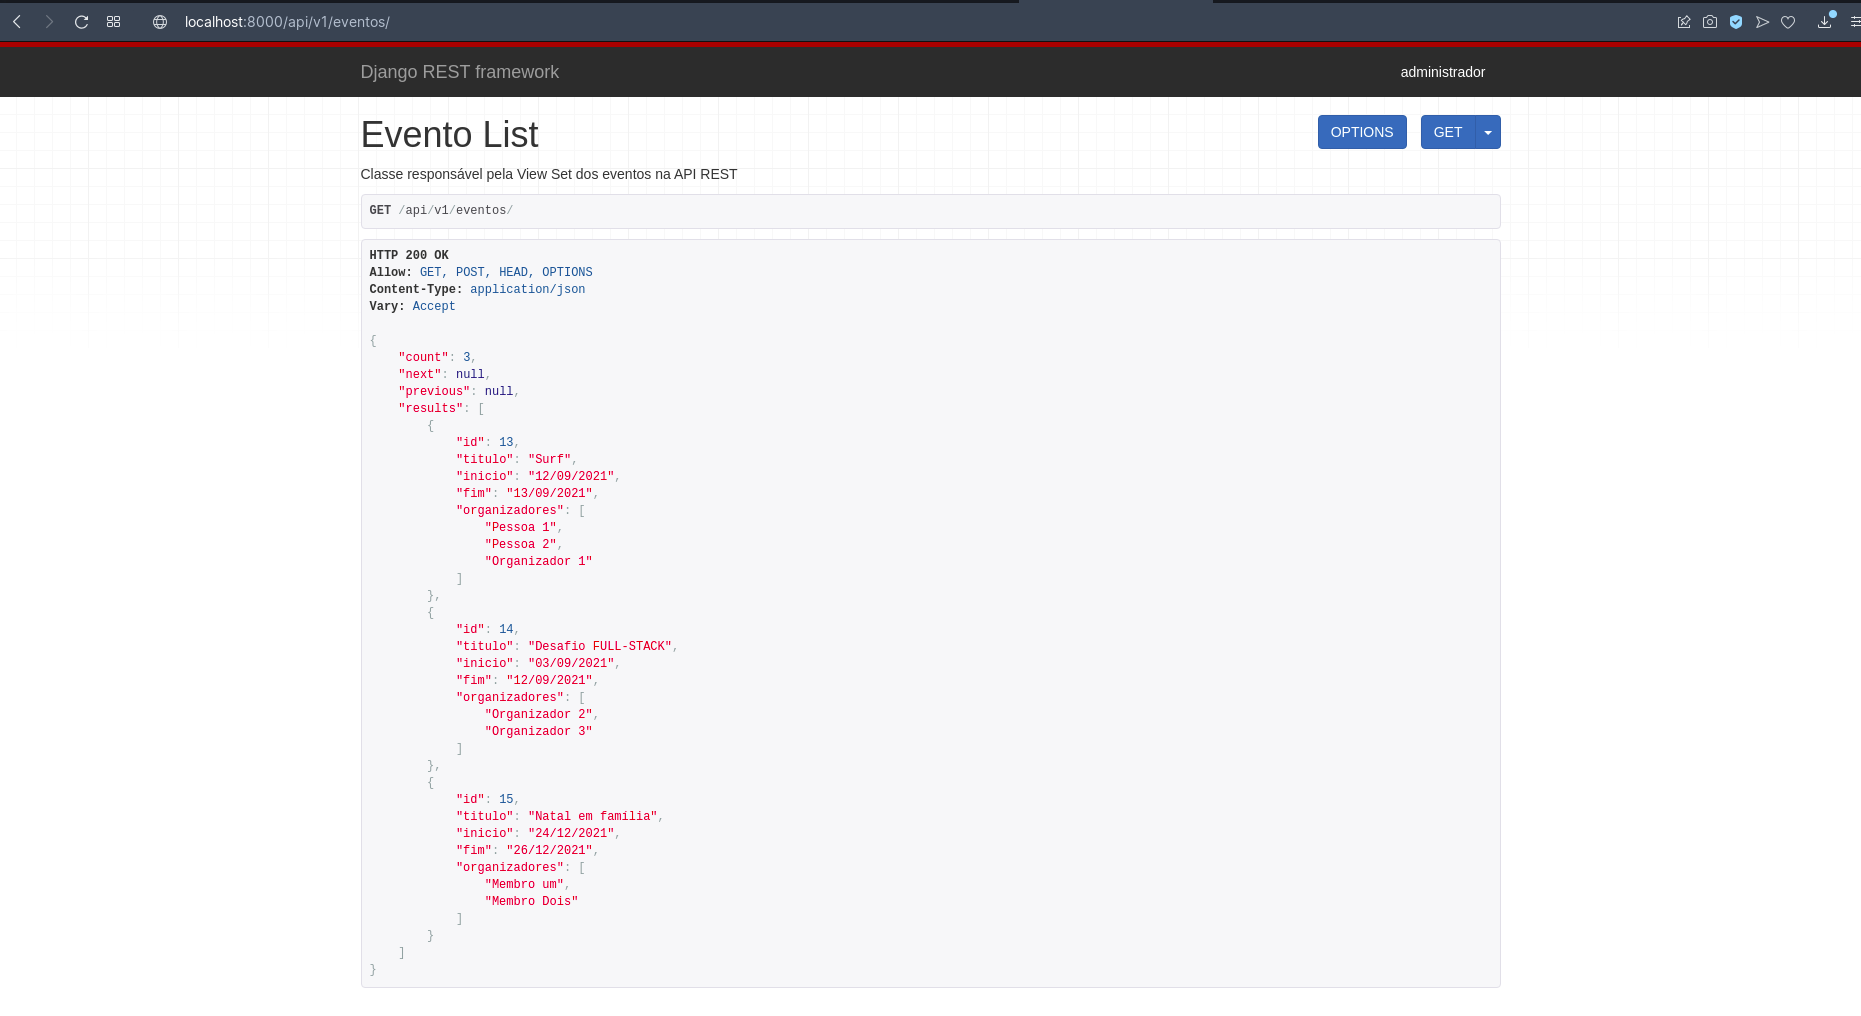 localhost:8000/api/v1/eventos/
Django REST framework
administrador
Evento List
OPTIONS
GET
Classe responsável pela View Set dos eventos na API REST
GET /api/v1/eventos/
HTTP 200 OK
Allow: GET, POST, HEAD, OPTIONS
Content-Type: application/json
Vary: Accept
{
    "count": 3,
    "next": null,
    "previous": null,
    "results": [
        {
            "id": 13,
            "titulo": "Surf",
            "inicio": "12/09/2021",
            "fim": "13/09/2021",
            "organizadores": [
                "Pessoa 1",
                "Pessoa 2",
                "Organizador 1"
            ]
        },
        {
            "id": 14,
            "titulo": "Desafio FULL-STACK",
            "inicio": "03/09/2021",
            "fim": "12/09/2021",
            "organizadores": [
                "Organizador 2",
                "Organizador 3"
            ]
        },
        {
            "id": 15,
            "titulo": "Natal em família",
            "inicio": "24/12/2021",
            "fim": "26/12/2021",
            "organizadores": [
                "Membro um",
                "Membro Dois"
            ]
        }
    ]
}